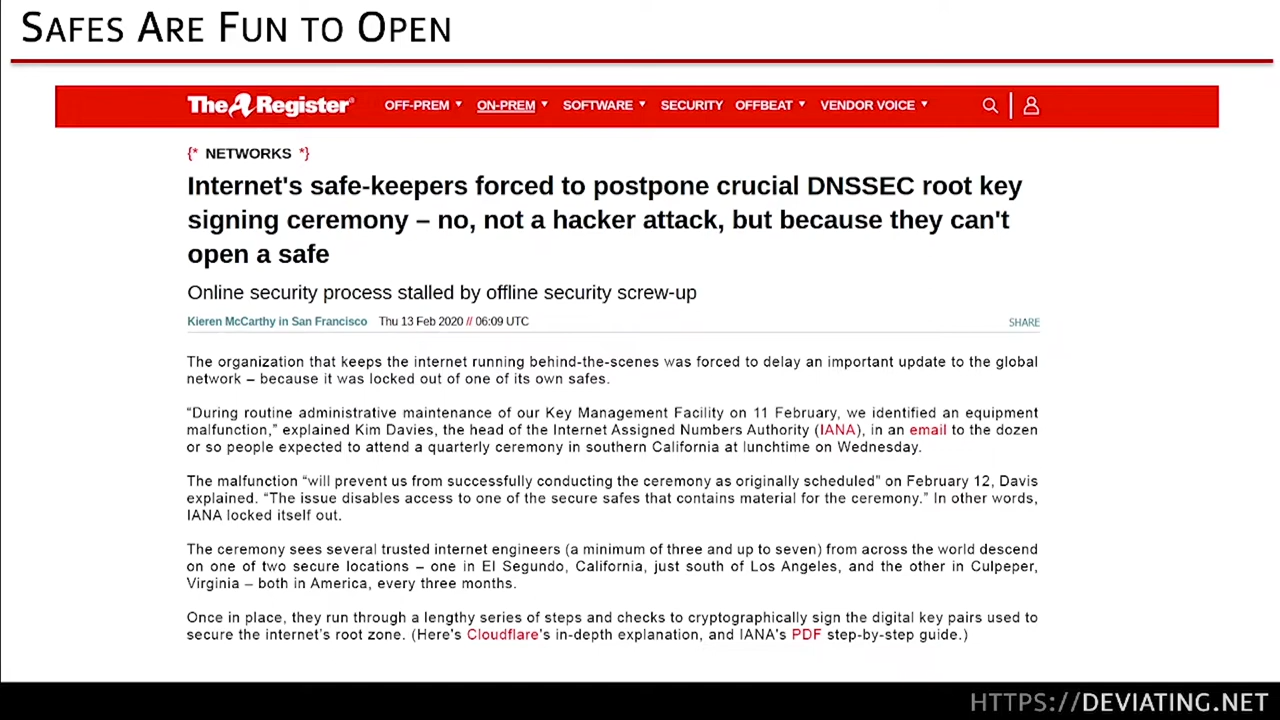 SAFES ARE FUN TO OPEN
The Register®
OFF-PREM ▼ ON-PREM ▼ SOFTWARE ▼ SECURITY OFFBEAT ▼ VENDOR VOICE ▼
{* NETWORKS *}
Internet's safe-keepers forced to postpone crucial DNSSEC root key
signing ceremony – no, not a hacker attack, but because they can't
open a safe
Online security process stalled by offline security screw-up
Kieren McCarthy in San Francisco Thu 13 Feb 2020 // 06:09 UTC
SHARE
The organization that keeps the internet running behind-the-scenes was forced to delay an important update to the global
network – because it was locked out of one of its own safes.
“During routine administrative maintenance of our Key Management Facility on 11 February, we identified an equipment
malfunction,” explained Kim Davies, the head of the Internet Assigned Numbers Authority (IANA), in an email to the dozen
or so people expected to attend a quarterly ceremony in southern California at lunchtime on Wednesday.
The malfunction “will prevent us from successfully conducting the ceremony as originally scheduled” on February 12, Davis
explained. “The issue disables access to one of the secure safes that contains material for the ceremony.” In other words,
IANA locked itself out.
The ceremony sees several trusted internet engineers (a minimum of three and up to seven) from across the world descend
on one of two secure locations – one in El Segundo, California, just south of Los Angeles, and the other in Culpeper,
Virginia – both in America, every three months.
Once in place, they run through a lengthy series of steps and checks to cryptographically sign the digital key pairs used to
secure the internet's root zone. (Here's Cloudflare's in-depth explanation, and IANA's PDF step-by-step guide.)
HTTPS://DEVIATING.NET